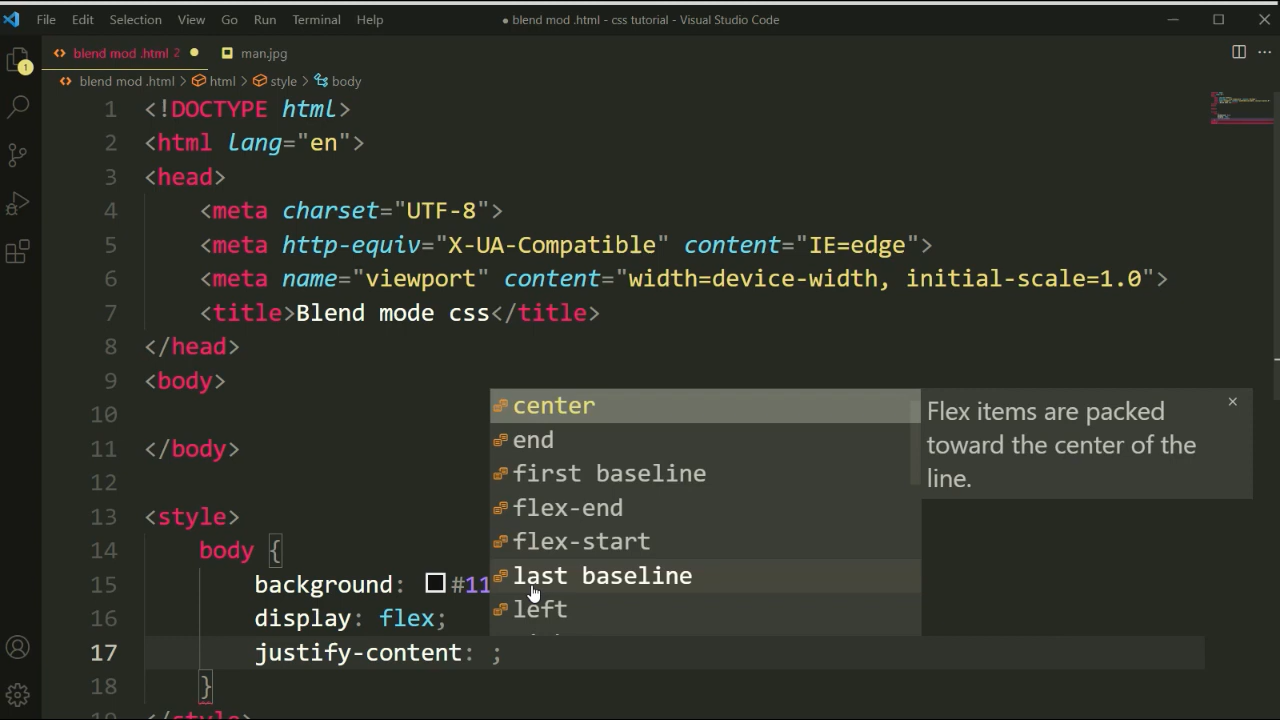 File Edit Selection View Go Run Terminal Help ● blend mod .html - css tutorial - Visual Studio Code
blend mod .html 2 ● man.jpg
1
blend mod .html > html > style > body
1 <!DOCTYPE html>
2 <html lang="en">
3 <head>
4 <meta charset="UTF-8">
5 <meta http-equiv="X-UA-Compatible" content="IE=edge">
6 <meta name="viewport" content="width=device-width, initial-scale=1.0">
7 <title>Blend mode css</title>
8 </head>
9 <body>
10
11 </body>
12
13 <style>
14 body {
15 background: #11
16 display: flex;
17 justify-content: ;
18 }
19 </style>
center
end
first baseline
flex-end
flex-start
last baseline
left
Flex items are packed
toward the center of the
line.